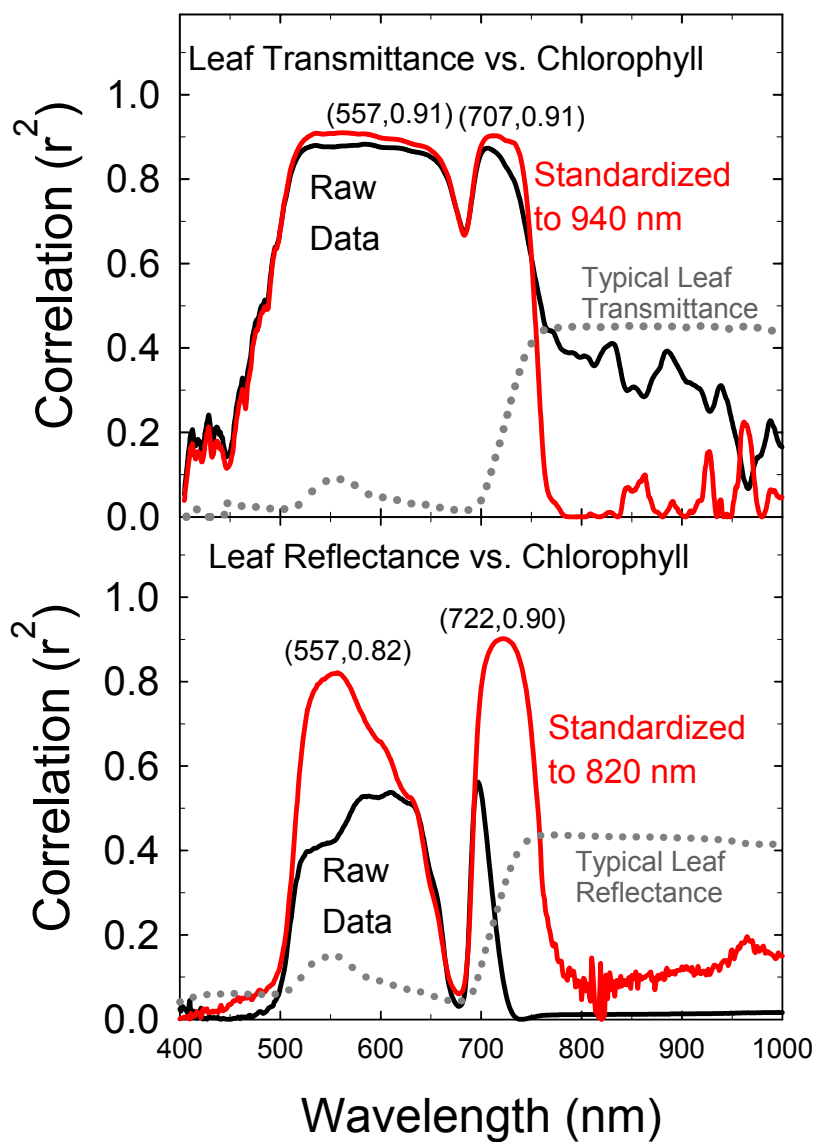 Leaf Transmittance vs. Chlorophyll
1.0
(557,0.91) (707,0.91)
0.8
Raw
Data
Standardized
to 940 nm
0.6
Typical Leaf
Transmittance
0.4
0.2
0.0
Correlation (r²)
Leaf Reflectance vs. Chlorophyll
1.0
(557,0.82)
(722,0.90)
0.8
Standardized
to 820 nm
0.6
0.4
Raw
Data
Typical Leaf
Reflectance
0.2
0.0
Correlation (r²)
400 500 600 700 800 900 1000
Wavelength (nm)